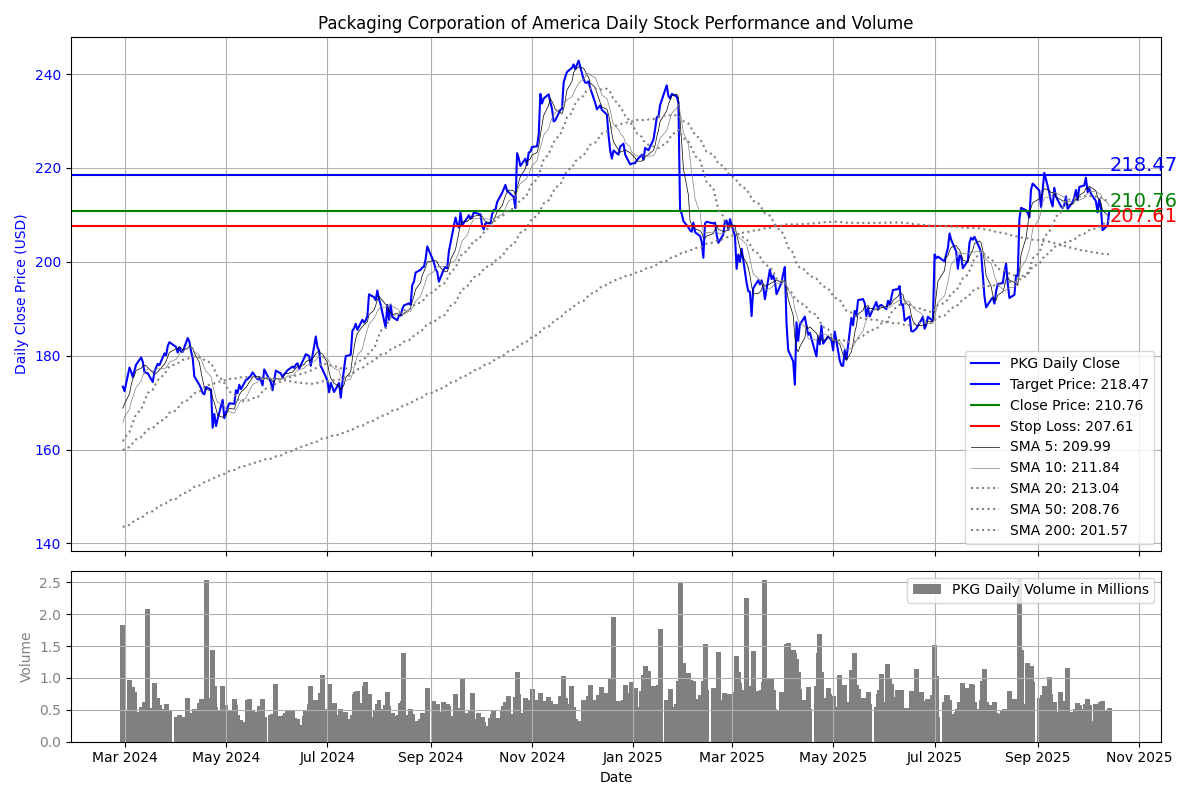 Packaging Corporation of America Daily Stock Performance and Volume
Daily Close Price (USD)
240
220
200
180
160
140
218.47
210.76
207.61
PKG Daily Close
Target Price: 218.47
Close Price: 210.76
Stop Loss: 207.61
SMA 5: 209.99
SMA 10: 211.84
SMA 20: 213.04
SMA 50: 208.76
SMA 200: 201.57
Volume
2.5
2.0
1.5
1.0
0.5
0.0
PKG Daily Volume in Millions
Mar 2024 May 2024 Jul 2024 Sep 2024 Nov 2024 Jan 2025 Mar 2025 May 2025 Jul 2025 Sep 2025 Nov 2025
Date